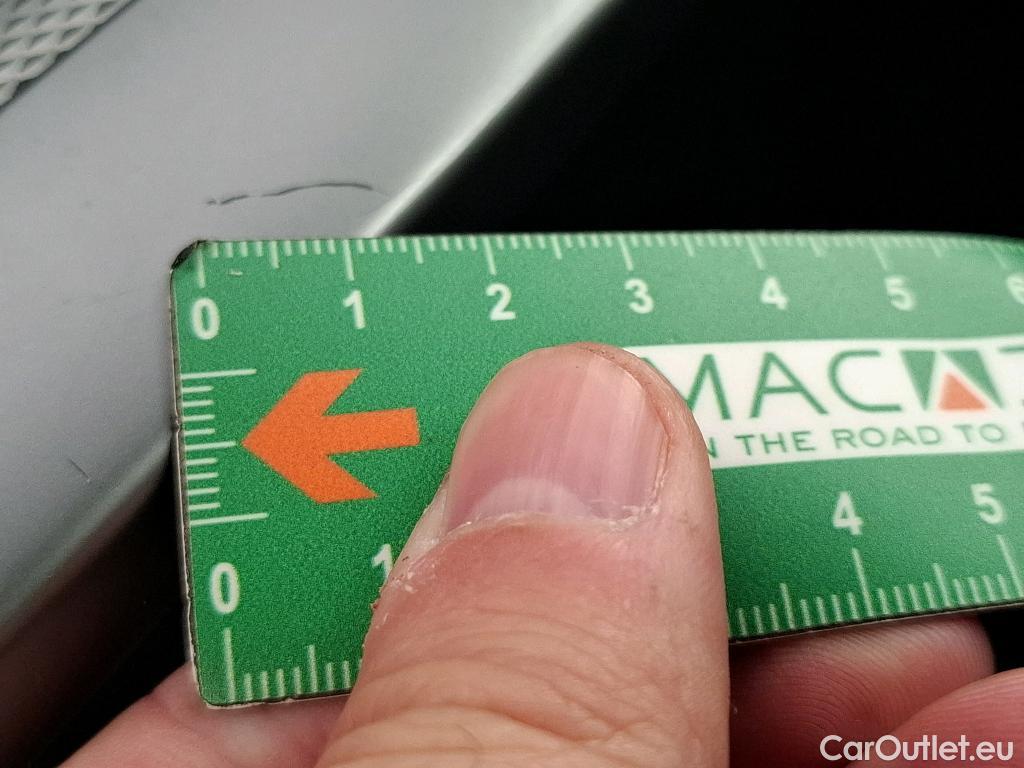 0 1 2 3 4 5 6
MAC
THE ROAD TO
4 5
0 1
CarOutlet.eu